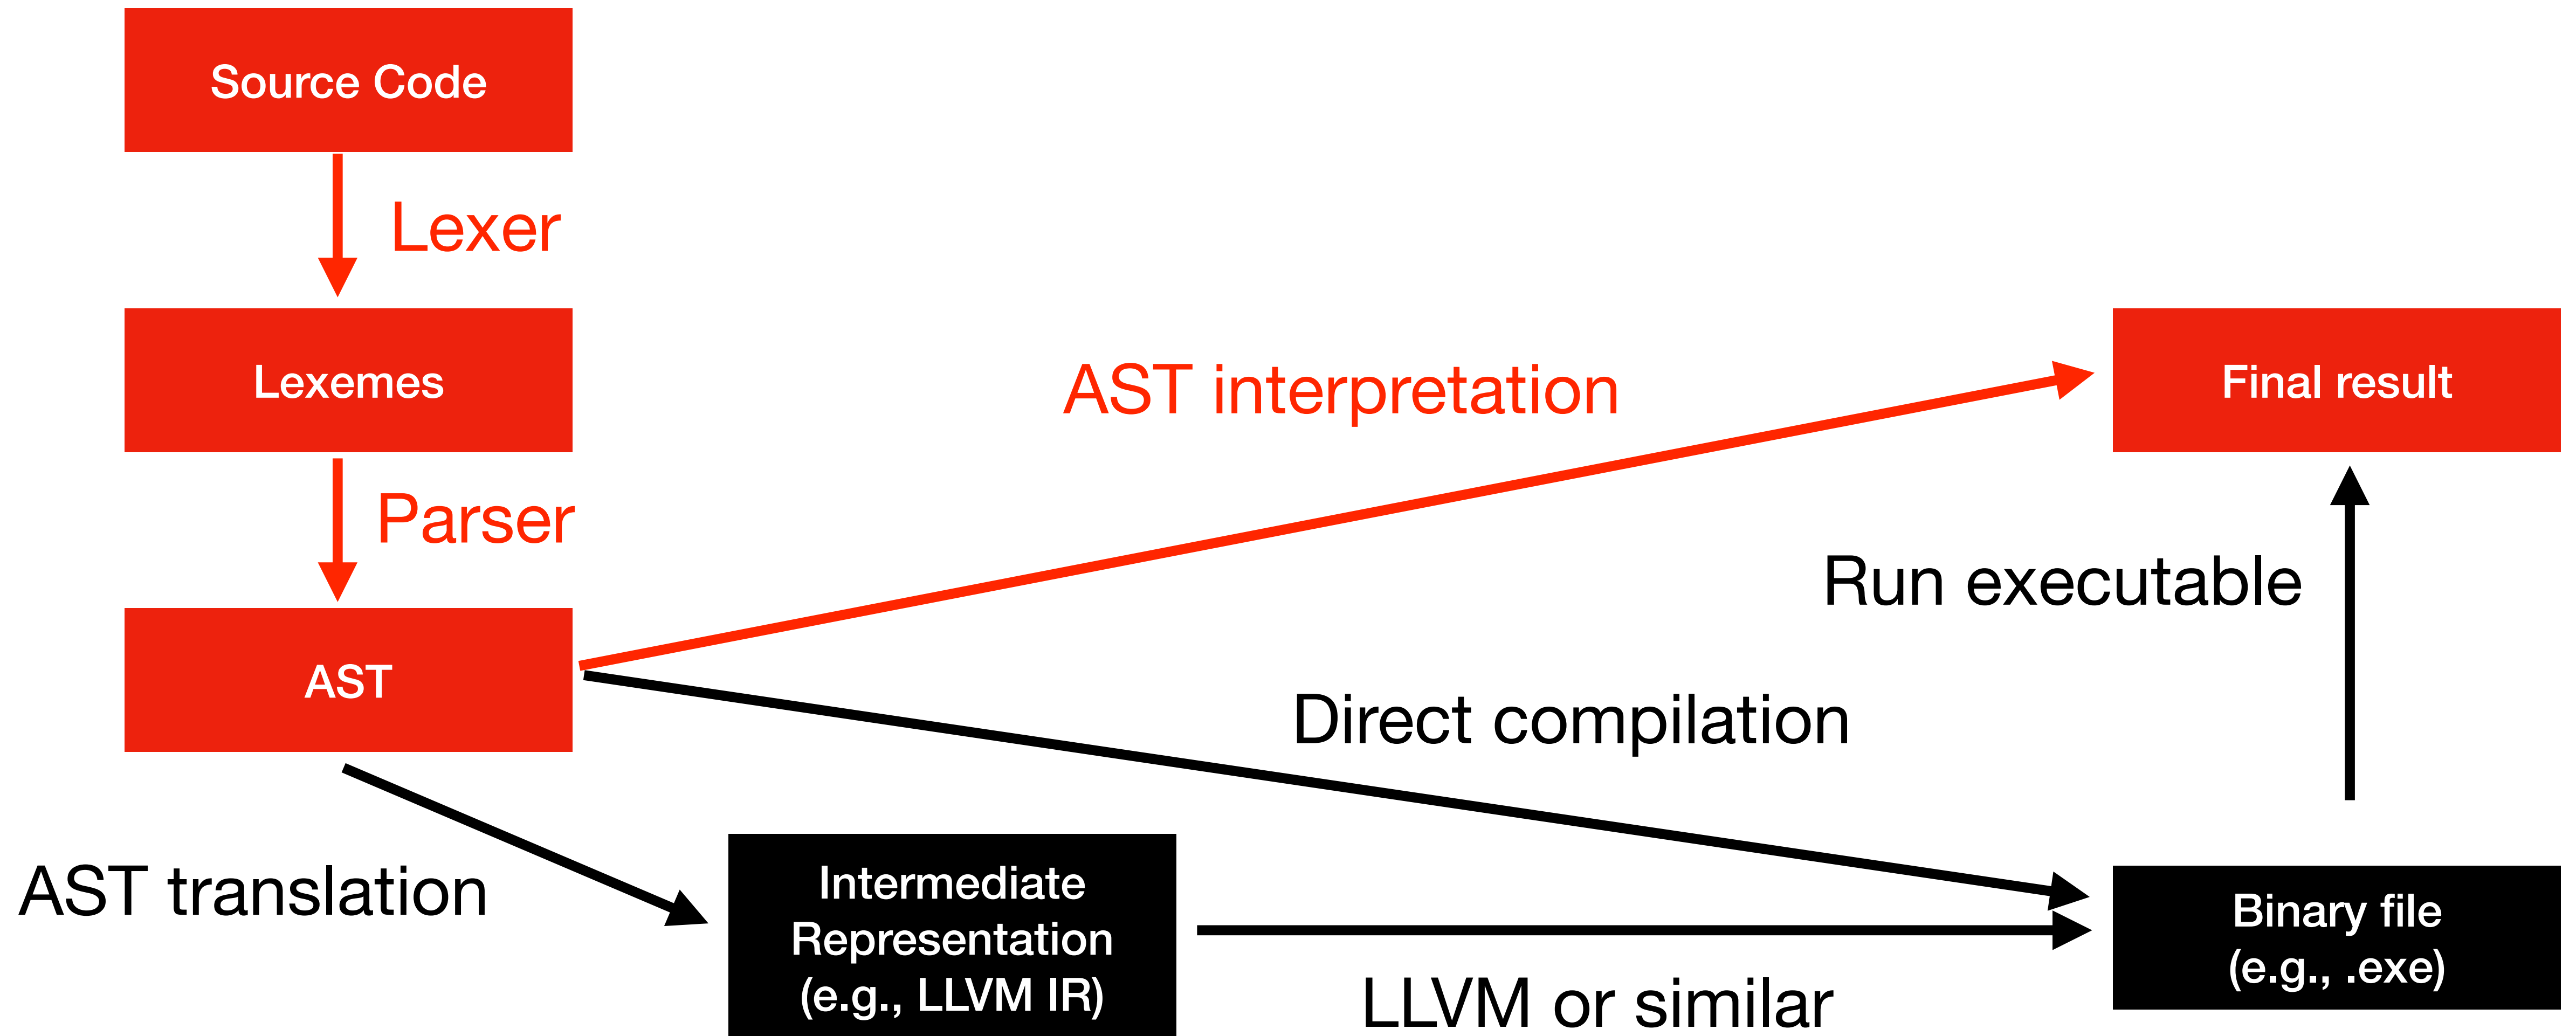 Source Code
Lexer
Lexemes
AST interpretation
Final result
Parser
Run executable
AST
Direct compilation
AST translation
Intermediate
Representation
(e.g., LLVM IR)
Binary file
(e.g., .exe)
LLVM or similar